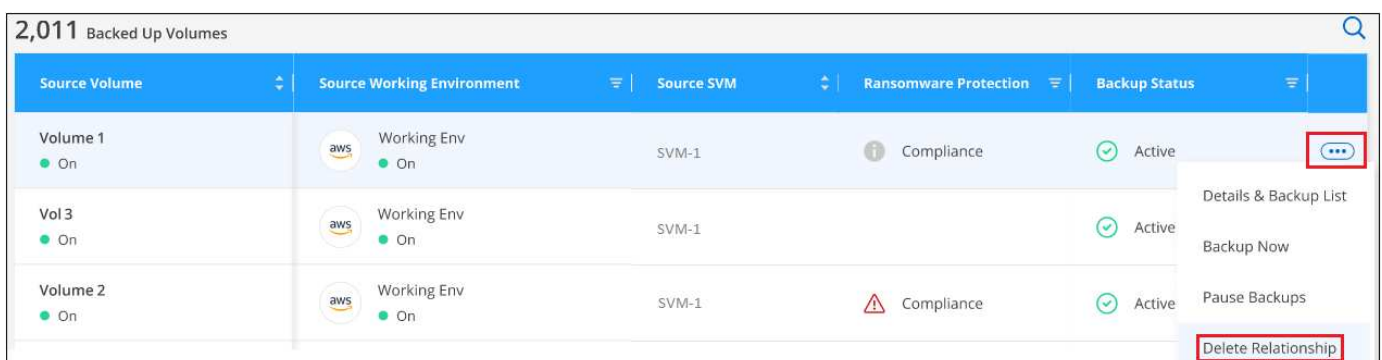 2,011 Backed Up Volumes
Source Volume Source Working Environment Source SVM Ransomware Protection Backup Status
Volume 1 Working Env
On aws On SVM-1 Compliance Active
Details & Backup List
Vol 3 Working Env
On aws On SVM-1 Active
Backup Now
Volume 2 Working Env
On aws On SVM-1 Compliance Active
Pause Backups
Delete Relationship